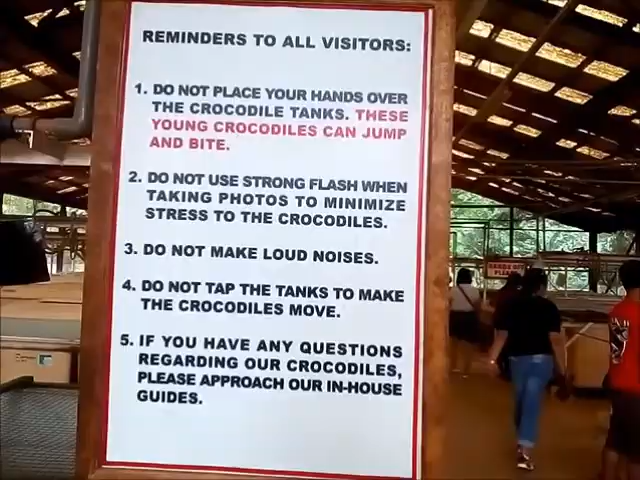 REMINDERS TO ALL VISITORS:
1. DO NOT PLACE YOUR HANDS OVER
THE CROCODILE TANKS. THESE
YOUNG CROCODILES CAN JUMP
AND BITE.
2. DO NOT USE STRONG FLASH WHEN
TAKING PHOTOS TO MINIMIZE
STRESS TO THE CROCODILES.
3. DO NOT MAKE LOUD NOISES.
4. DO NOT TAP THE TANKS TO MAKE
THE CROCODILES MOVE.
5. IF YOU HAVE ANY QUESTIONS
REGARDING OUR CROCODILES,
PLEASE APPROACH OUR IN-HOUSE
GUIDES.
HANDS OFF
PLEASE